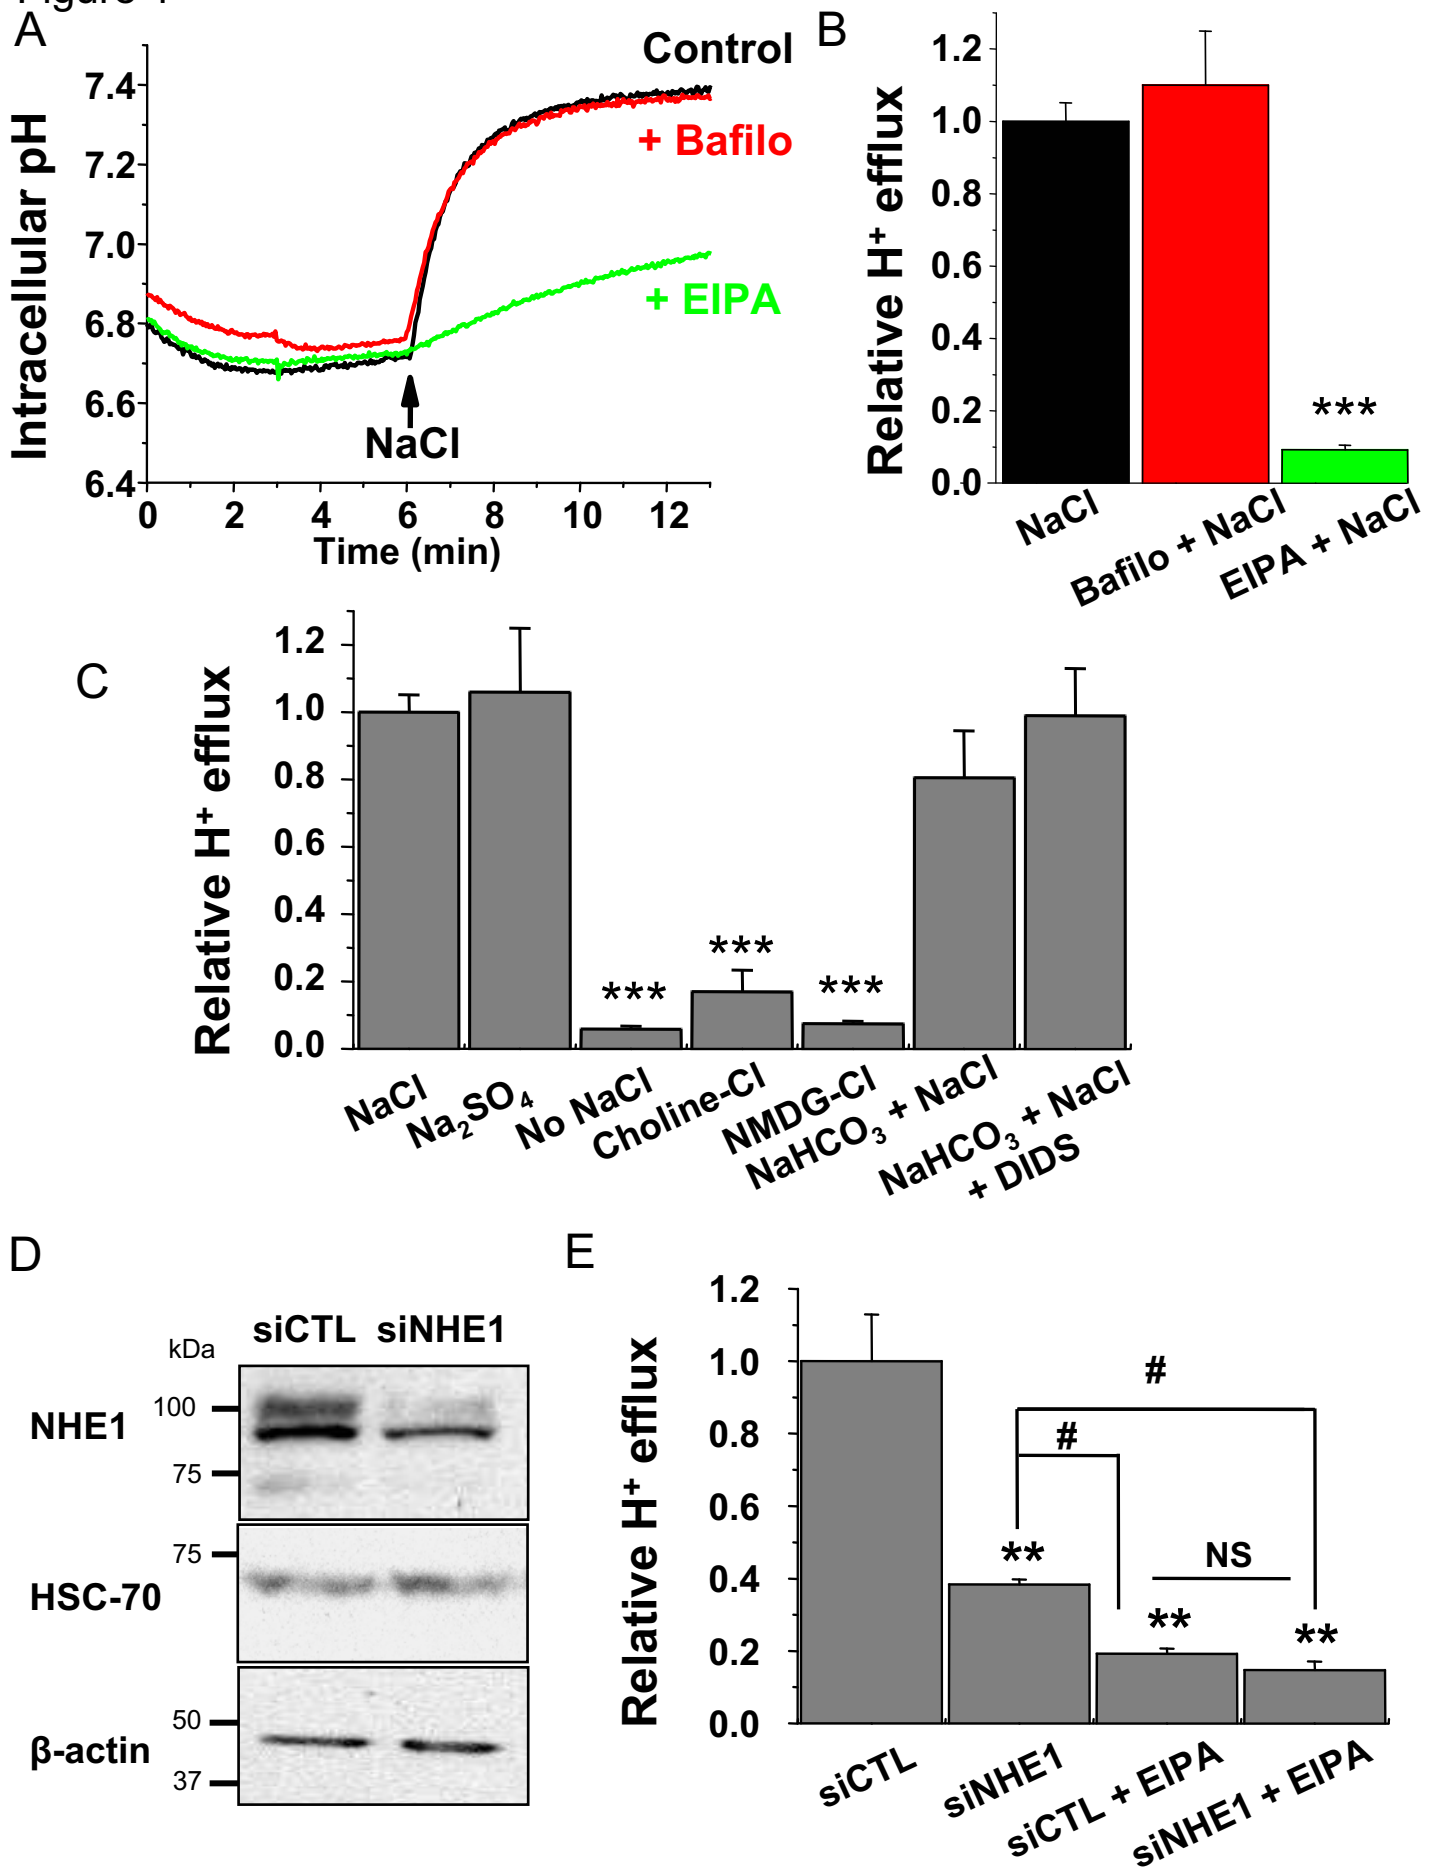 A
Control
+ Bafilo
+ EIPA
NaCl
Intracellular pH
7.4
7.2
7.0
6.8
6.6
6.4
0 2 4 6 8 10 12
Time (min)
B
Relative H⁺ efflux
1.2
1.0
0.8
0.6
0.4
0.2
0.0
***
NaCl
Bafilo + NaCl
EIPA + NaCl
C
Relative H⁺ efflux
1.2
1.0
0.8
0.6
0.4
0.2
0.0
*** *** ***
NaCl
Na₂SO₄
No NaCl
Choline-Cl
NMDG-Cl
NaHCO₃ + NaCl
NaHCO₃ + NaCl
+ DIDS
D
siCTL siNHE1
kDa
NHE1
100
75
HSC-70
75
β-actin
50
37
E
Relative H⁺ efflux
1.2
1.0
0.8
0.6
0.4
0.2
0.0
#
#
NS
** ** **
siCTL
siNHE1
siCTL + EIPA
siNHE1 + EIPA